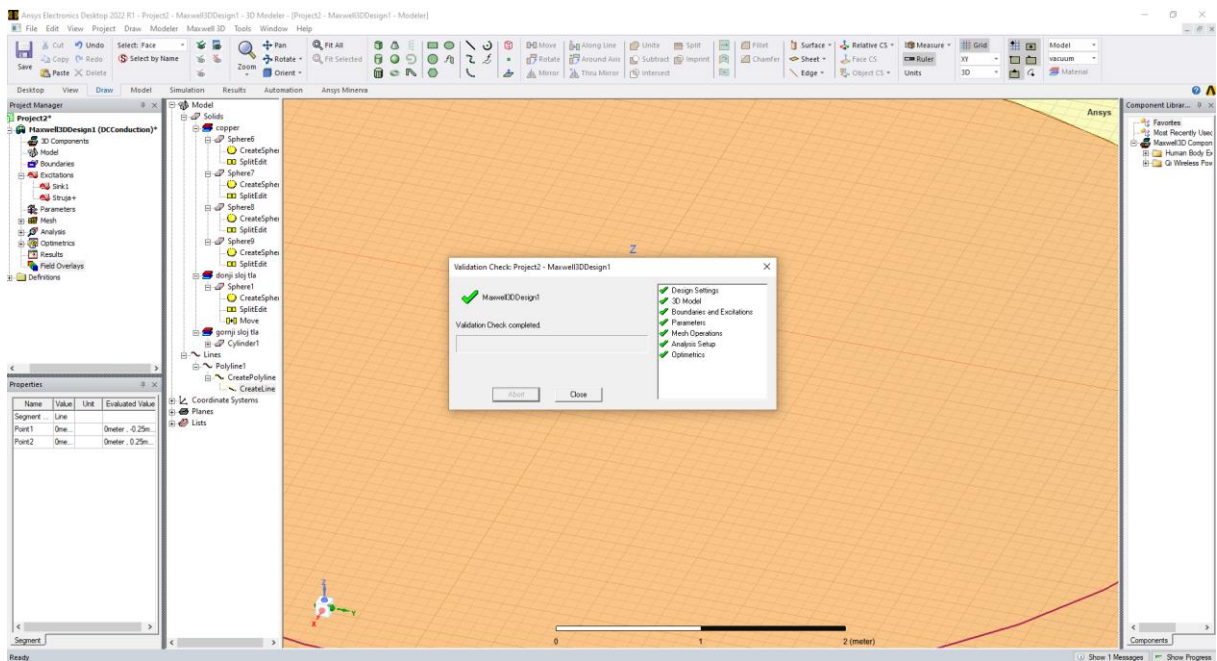 Ansys Electronics Desktop 2022 R1 - Project2 - Maxwell3DDesign1 - 3D Modeler - [Project2 - Maxwell3DDesign1 - Modeler]
File Edit View Project Draw Modeler Maxwell 3D Tools Window Help
Save
Cut Undo
Copy Redo
Paste Delete
Select: Face
Select by Name
Zoom
Pan
Rotate
Orient
Fit All
Fit Selected
Move Along Line Unite Split Fillet
Rotate Around Axis Subtract Imprint Chamfer
Mirror Thru Mirror Intersect
Surface Relative CS Measure Grid Model
Sheet Face CS Ruler XY vacuum
Edge Object CS Units 3D Material
Desktop View Draw Model Simulation Results Automation Ansys Minerva
Project Manager
Project2*
Maxwell3DDesign1 (DCConduction)*
3D Components
Model
Boundaries
Excitations
Sink1
Struja+
Parameters
Mesh
Analysis
Optimetrics
Results
Field Overlays
Definitions
Properties
Name Value Unit Evaluated Value
Segment ... Line
Point1 0me... 0meter , -0.25m...
Point2 0me... 0meter , 0.25m...
Segment
Model
Solids
copper
Sphere6
CreateSpher
SplitEdit
Sphere7
CreateSpher
SplitEdit
Sphere8
CreateSpher
SplitEdit
Sphere9
CreateSpher
SplitEdit
donji sloj tla
Sphere1
CreateSpher
SplitEdit
Move
gornji sloj tla
Cylinder1
Lines
Polyline1
CreatePolyline
CreateLine
Coordinate Systems
Planes
Lists
Ansys
Z
Validation Check: Project2 - Maxwell3DDesign1
Maxwell3DDesign1
Validation Check completed.
Abort Close
Design Settings
3D Model
Boundaries and Excitations
Parameters
Mesh Operations
Analysis Setup
Optimetrics
Z
Y
X
0 1 2 (meter)
Component Librar...
Favorites
Most Recently Usec
Maxwell3D Compon
Human Body Ex
Qi Wireless Pow
Components
Ready
Show 1 Messages Show Progress